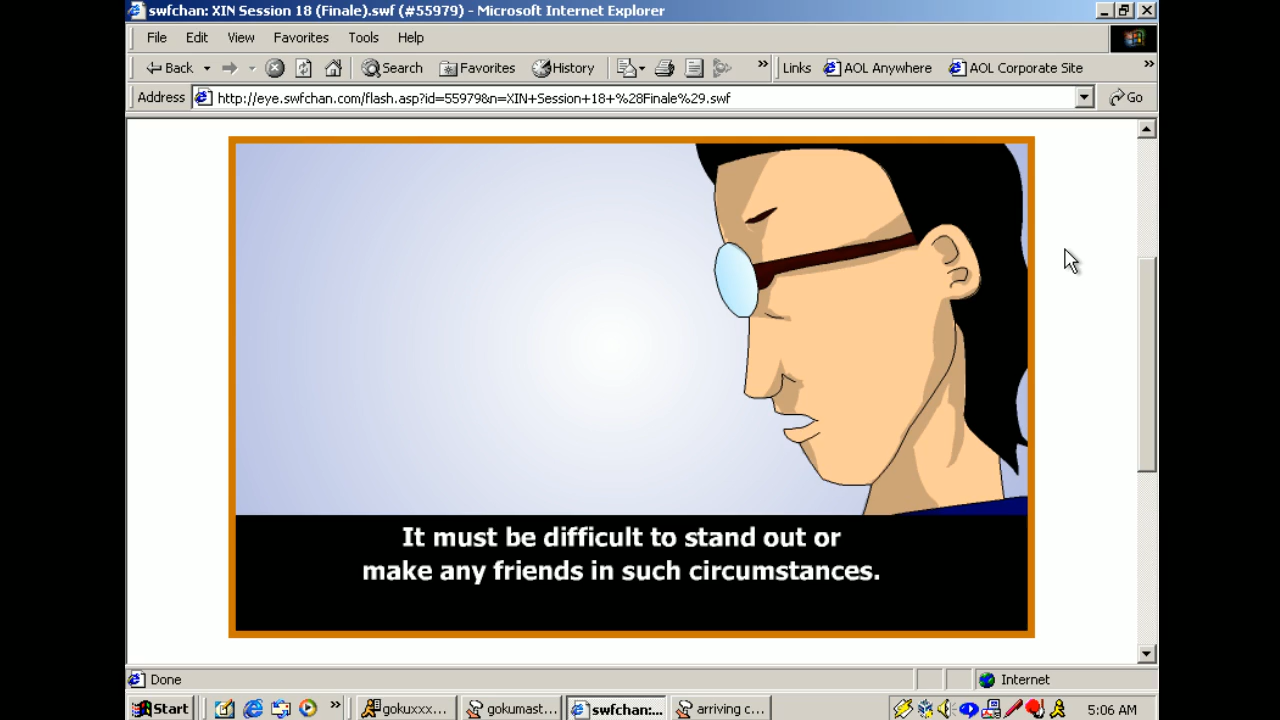 swfchan: XIN Session 18 (Finale).swf (#55979) - Microsoft Internet Explorer
File Edit View Favorites Tools Help
Back Search Favorites History » Links AOL Anywhere AOL Corporate Site »
Address http://eye.swfchan.com/flash.asp?id=55979&n=XIN+Session+18+%28Finale%29.swf Go
It must be difficult to stand out or
make any friends in such circumstances.
Done Internet
Start » gokuxxx... gokumast... swfchan:... arriving c... 5:06 AM